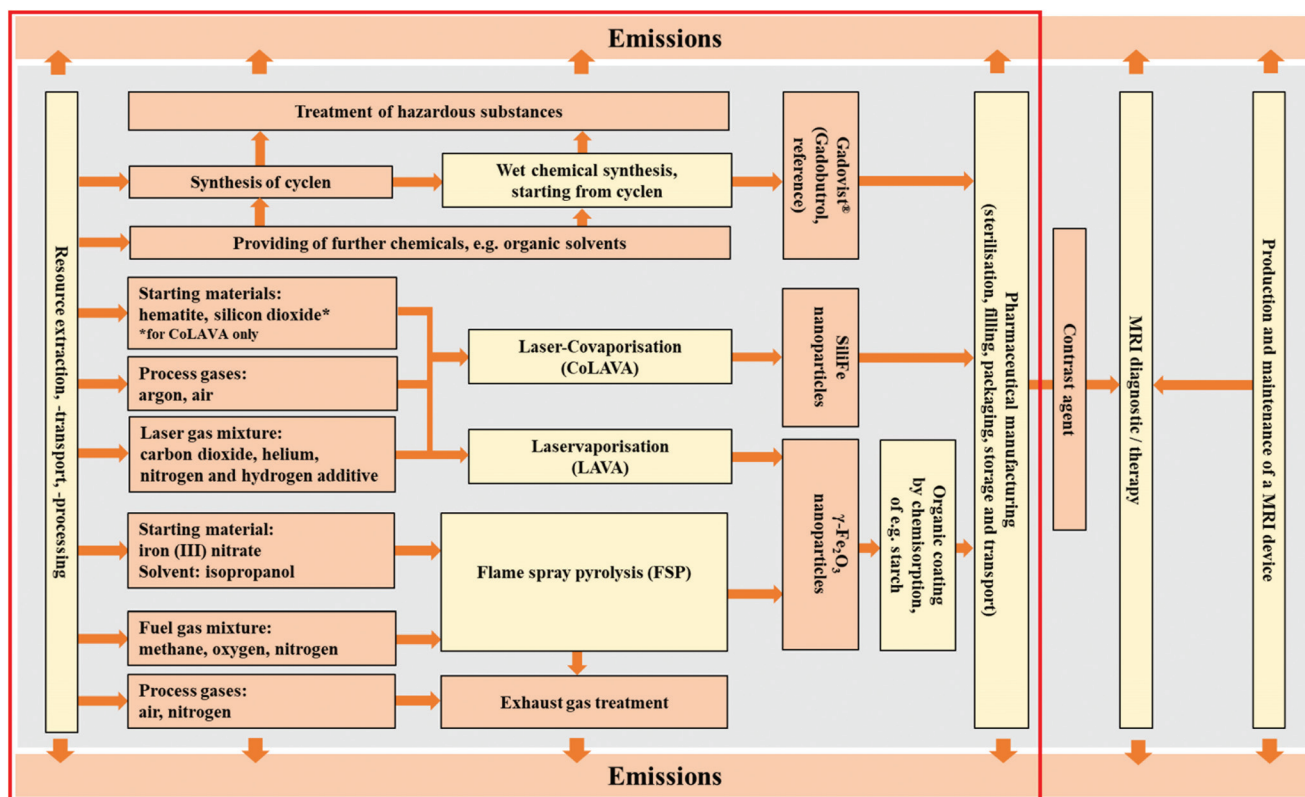 Emissions
Resource extraction, -transport, -processing
Treatment of hazardous substances
Synthesis of cyclen
Wet chemical synthesis,
starting from cyclen
Providing of further chemicals, e.g. organic solvents
Gadovist®
(Gadobutrol,
reference)
Starting materials:
hematite, silicon dioxide*
*for CoLAVA only
Process gases:
argon, air
Laser gas mixture:
carbon dioxide, helium,
nitrogen and hydrogen additive
Laser-Covaporisation
(CoLAVA)
Laservaporisation
(LAVA)
SiliFe
nanoparticles
Starting material:
iron (III) nitrate
Solvent: isopropanol
Fuel gas mixture:
methane, oxygen, nitrogen
Process gases:
air, nitrogen
Flame spray pyrolysis (FSP)
Exhaust gas treatment
γ-Fe₂O₃
nanoparticles
Organic coating
by chemisorption,
of e.g. starch
Pharmaceutical manufacturing
(sterilisation, filling, packaging, storage and transport)
Contrast agent
MRI diagnostic / therapy
Production and maintenance of a MRI device
Emissions